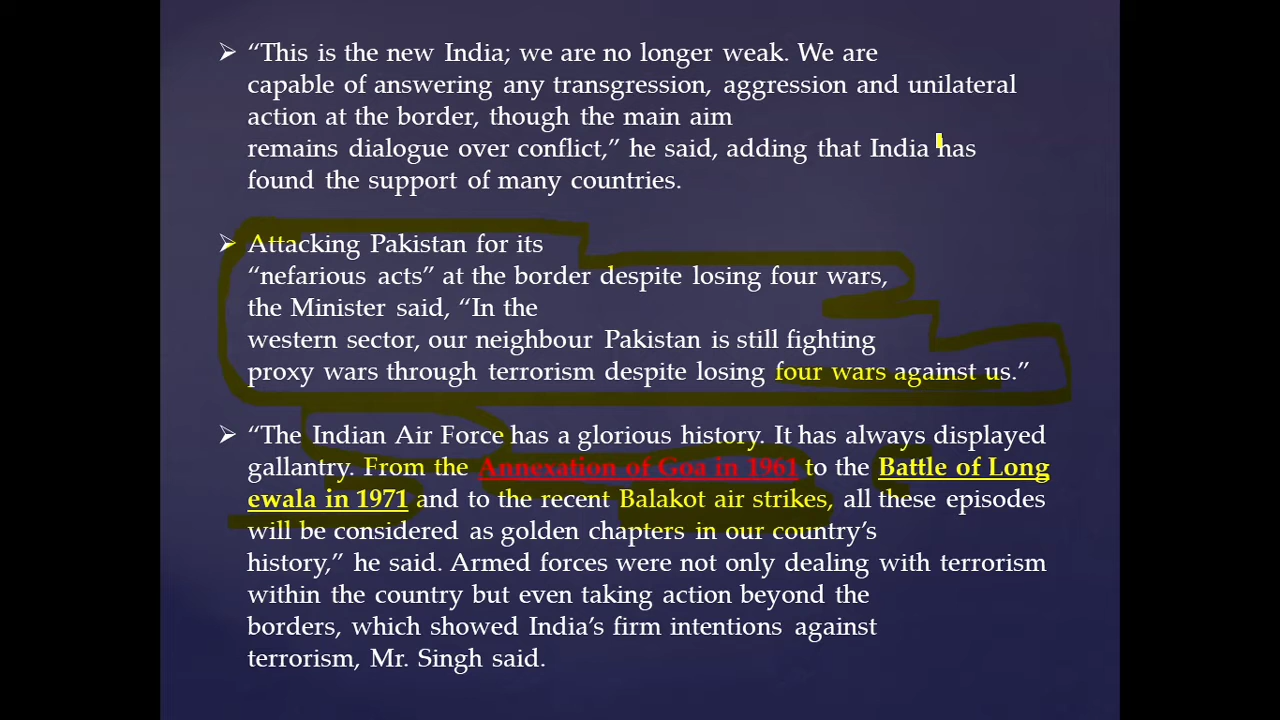 “This is the new India; we are no longer weak. We are
capable of answering any transgression, aggression and unilateral
action at the border, though the main aim
remains dialogue over conflict,” he said, adding that India has
found the support of many countries.
Attacking Pakistan for its
“nefarious acts” at the border despite losing four wars,
the Minister said, “In the
western sector, our neighbour Pakistan is still fighting
proxy wars through terrorism despite losing four wars against us.”
“The Indian Air Force has a glorious history. It has always displayed
gallantry. From the Annexation of Goa in 1961 to the Battle of Long
ewala in 1971 and to the recent Balakot air strikes, all these episodes
will be considered as golden chapters in our country’s
history,” he said. Armed forces were not only dealing with terrorism
within the country but even taking action beyond the
borders, which showed India’s firm intentions against
terrorism, Mr. Singh said.